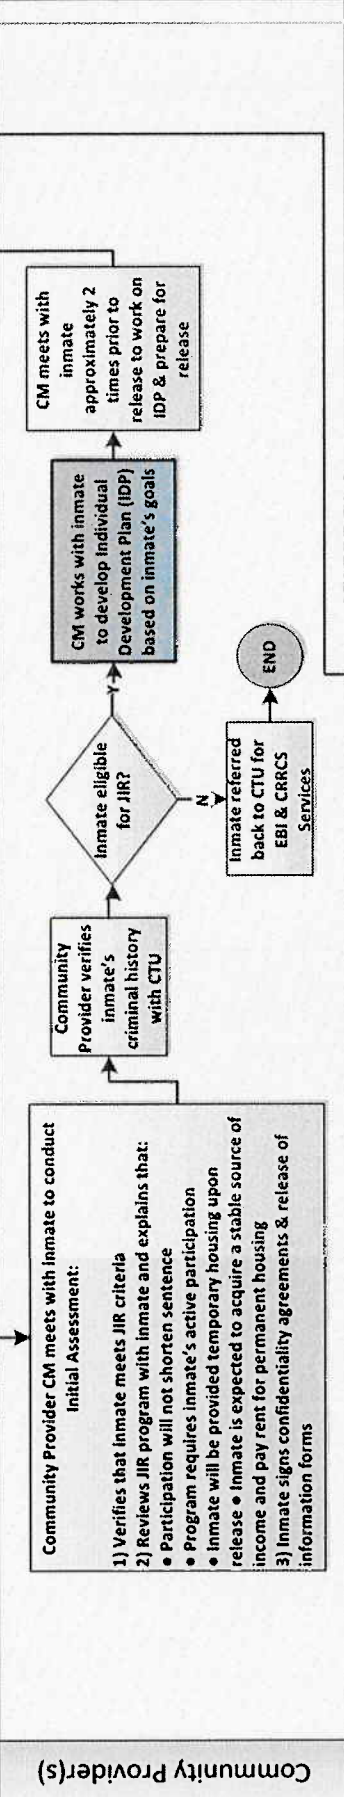 Community Provider(s)
Community Provider CM meets with inmate to conduct
Initial Assessment:
1) Verifies that inmate meets JIR criteria
2) Reviews JIR program with inmate and explains that:
● Participation will not shorten sentence
● Program requires inmate's active participation
● Inmate will be provided temporary housing upon
release ● Inmate is expected to acquire a stable source of
income and pay rent for permanent housing
3) Inmate signs confidentiality agreements & release of
information forms
Community
Provider verifies
inmate's
criminal history
with CTU
Inmate eligible
for JIR?
Y
N
Inmate referred
back to CTU for
EBI & CRRCS
Services
END
CM works with inmate
to develop Individual
Development Plan (IDP)
based on inmate's goals
CM meets with
inmate
approximately 2
times prior to
release to work on
IDP & prepare for
release